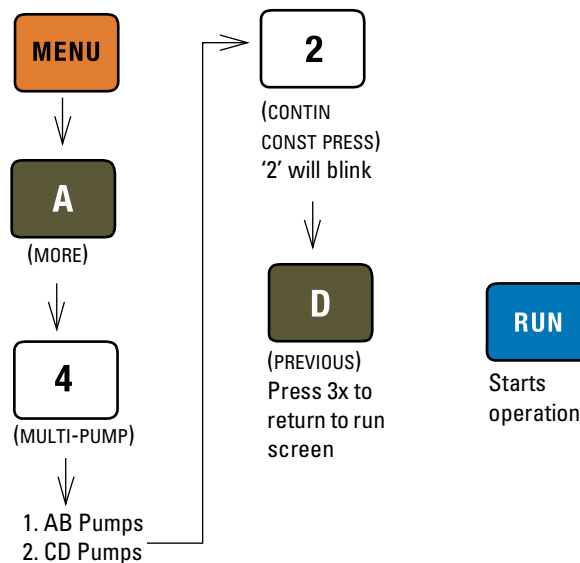 MENU
A
(MORE)
4
(MULTI-PUMP)
1. AB Pumps
2. CD Pumps
2
(CONTIN
CONST PRESS)
‘2’ will blink
D
(PREVIOUS)
Press 3x to
return to run
screen
RUN
Starts
operation